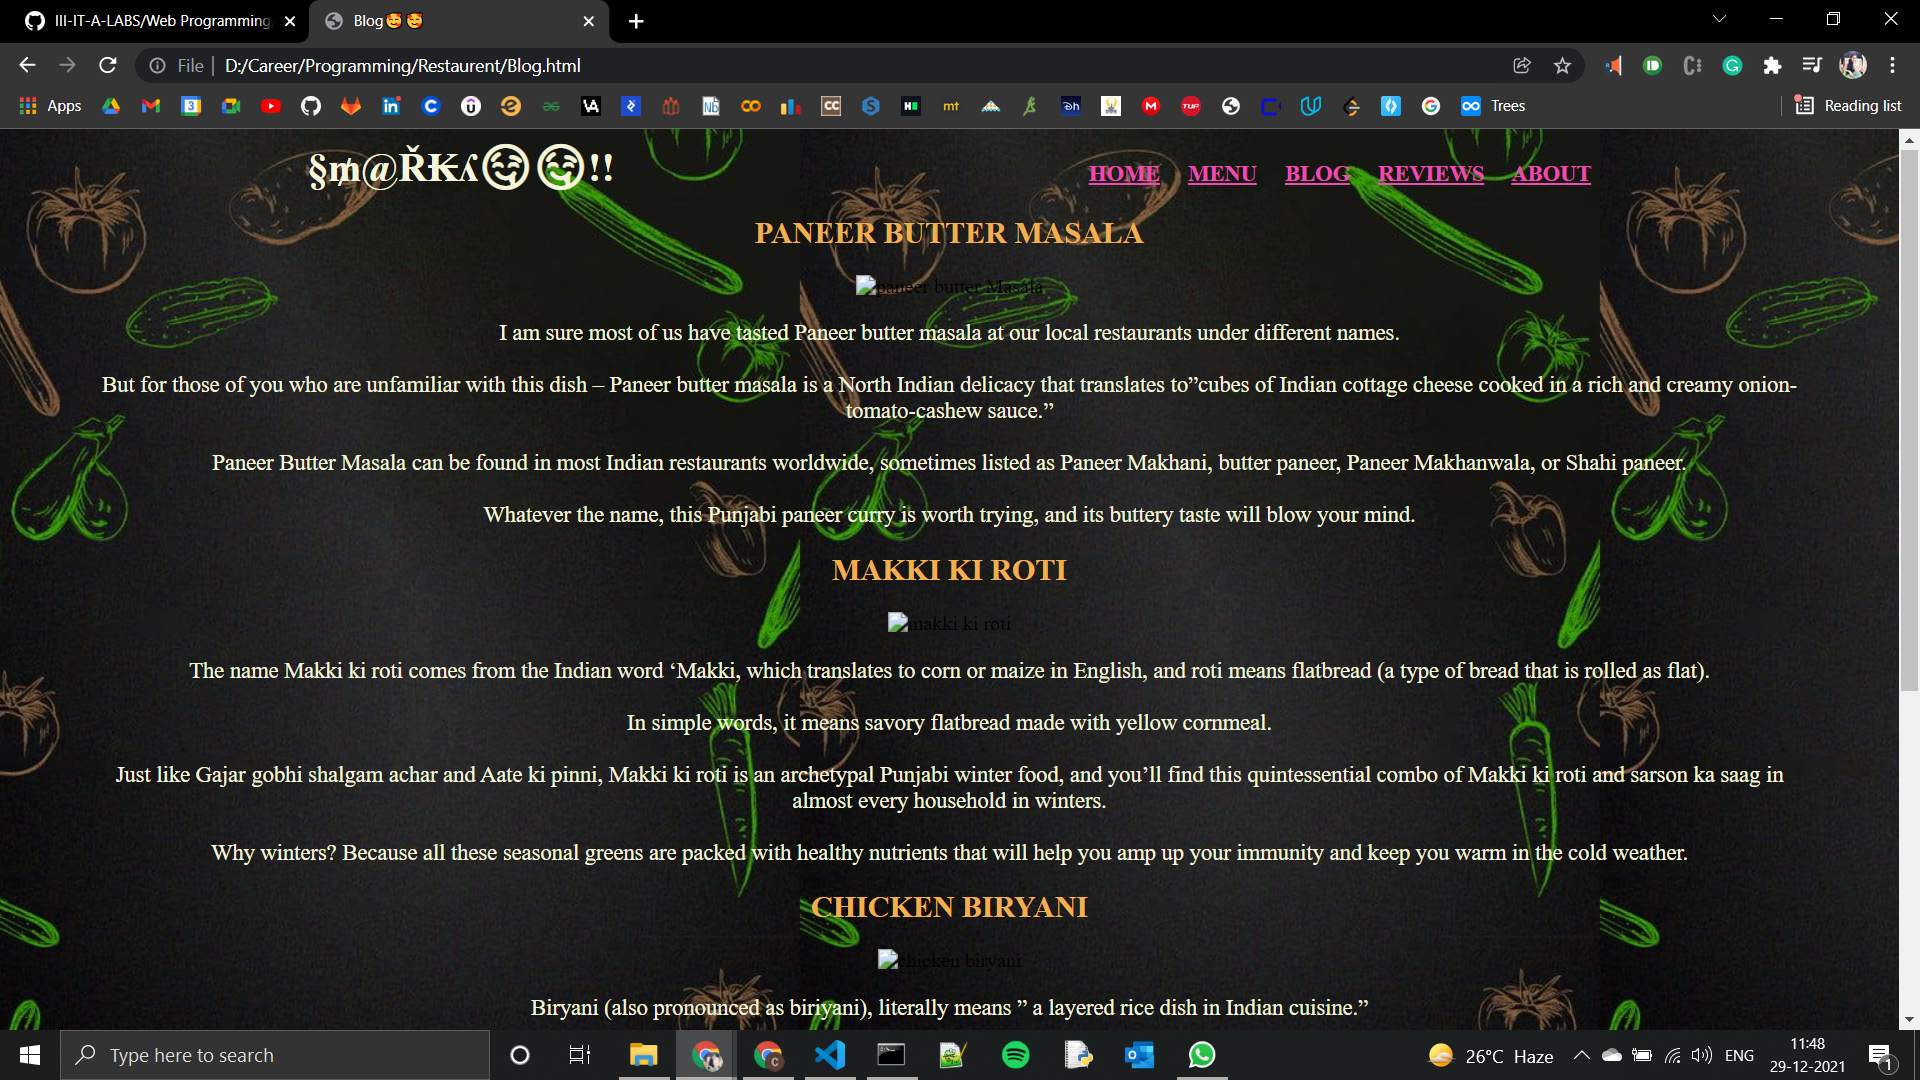 III-IT-A-LABS/Web Programming
Blog🥰🥰
File | D:/Career/Programming/Restaurent/Blog.html
Apps
Trees
Reading list
§₥@ŘꝀʎ🤤🤤!!
HOME MENU BLOG REVIEWS ABOUT
PANEER BUTTER MASALA
paneer butter Masala
I am sure most of us have tasted Paneer butter masala at our local restaurants under different names.
But for those of you who are unfamiliar with this dish – Paneer butter masala is a North Indian delicacy that translates to”cubes of Indian cottage cheese cooked in a rich and creamy onion-
tomato-cashew sauce.”
Paneer Butter Masala can be found in most Indian restaurants worldwide, sometimes listed as Paneer Makhani, butter paneer, Paneer Makhanwala, or Shahi paneer.
Whatever the name, this Punjabi paneer curry is worth trying, and its buttery taste will blow your mind.
MAKKI KI ROTI
makki ki roti
The name Makki ki roti comes from the Indian word ‘Makki, which translates to corn or maize in English, and roti means flatbread (a type of bread that is rolled as flat).
In simple words, it means savory flatbread made with yellow cornmeal.
Just like Gajar gobhi shalgam achar and Aate ki pinni, Makki ki roti is an archetypal Punjabi winter food, and you’ll find this quintessential combo of Makki ki roti and sarson ka saag in
almost every household in winters.
Why winters? Because all these seasonal greens are packed with healthy nutrients that will help you amp up your immunity and keep you warm in the cold weather.
CHICKEN BIRYANI
chicken biryani
Biryani (also pronounced as biriyani), literally means ” a layered rice dish in Indian cuisine.”
Type here to search
26°C Haze
ENG
11:48
29-12-2021
1